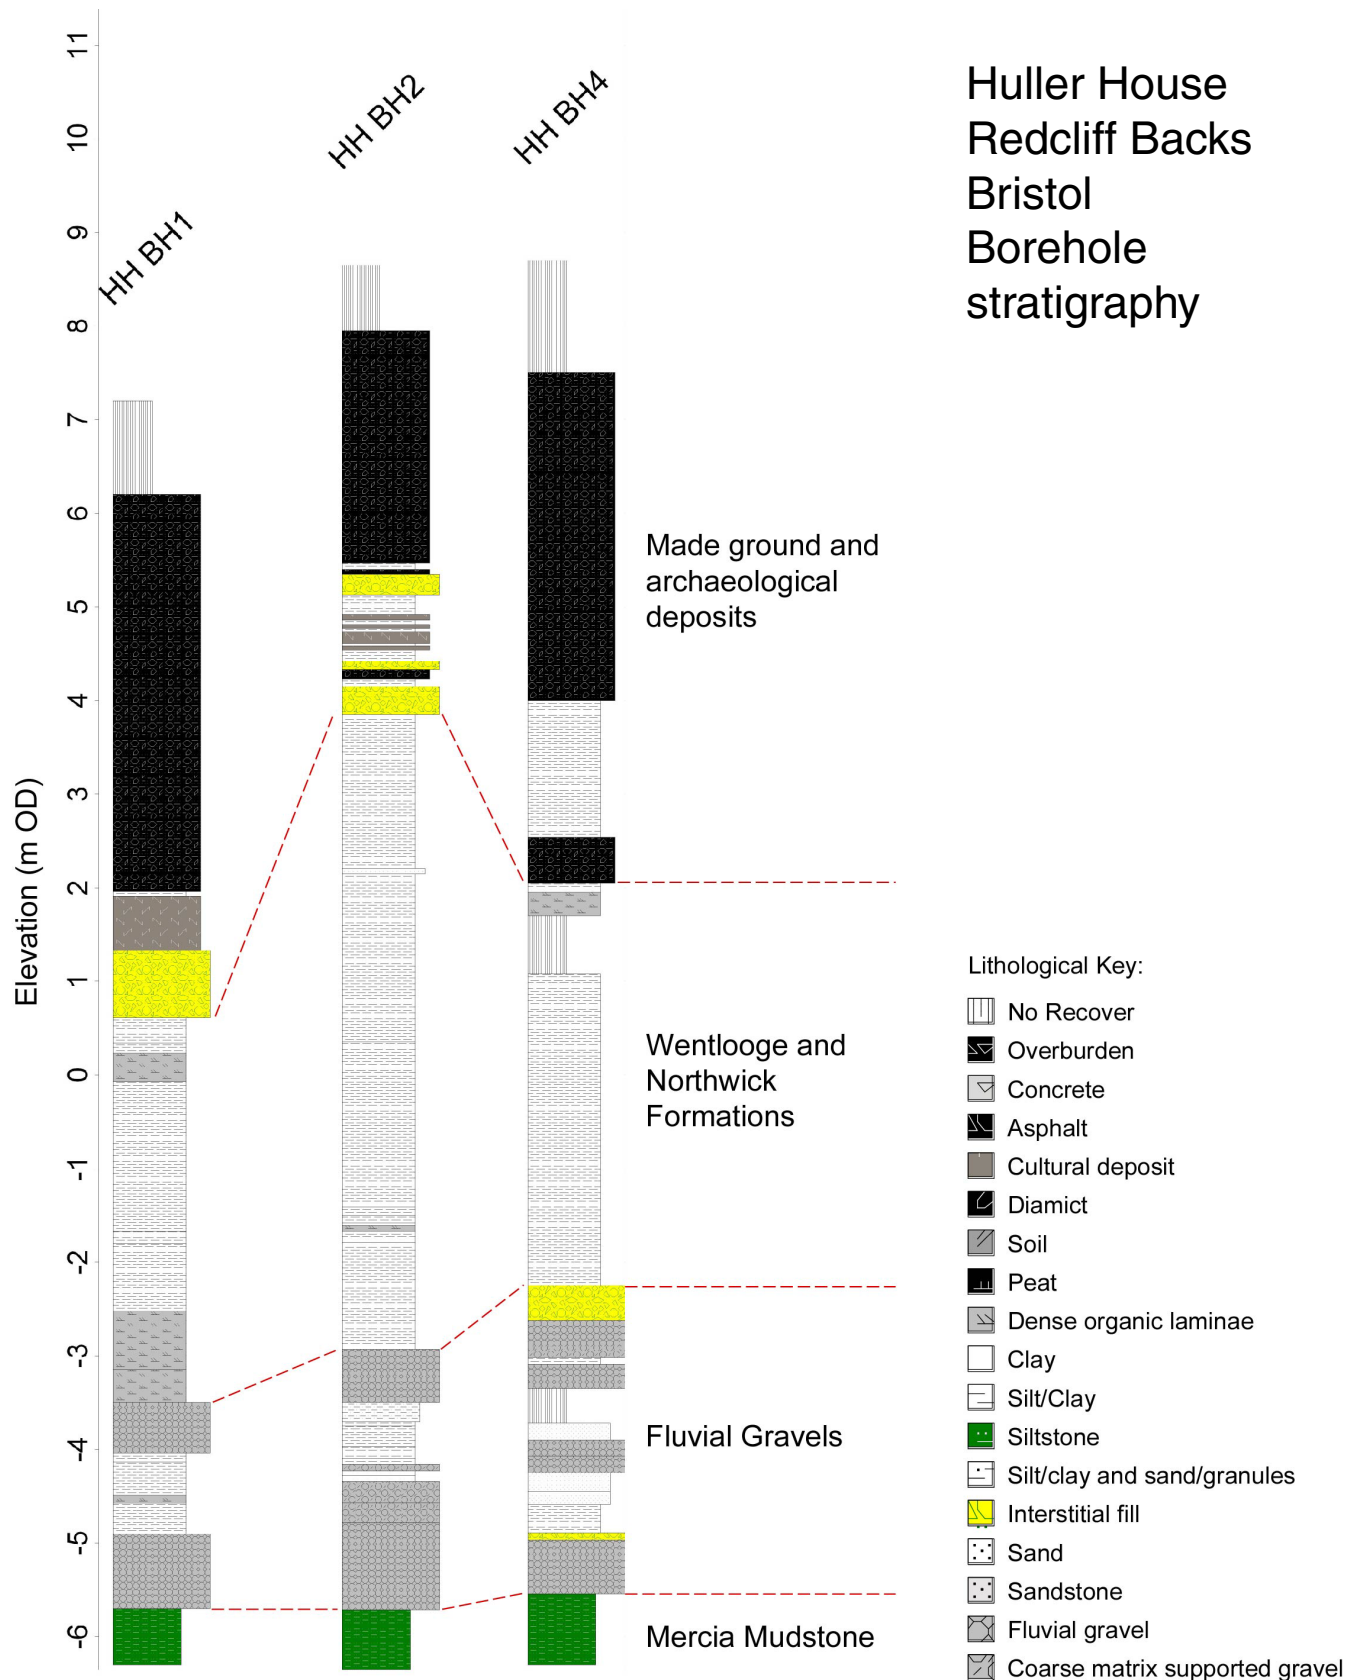 Huller House
Redcliff Backs
Bristol
Borehole
stratigraphy
HH BH1
HH BH2
HH BH4
Elevation (m OD)
11
10
9
8
7
6
5
4
3
2
1
0
-1
-2
-3
-4
-5
-6
Made ground and
archaeological
deposits
Wentlooge and
Northwick
Formations
Fluvial Gravels
Mercia Mudstone
Lithological Key:
No Recover
Overburden
Concrete
Asphalt
Cultural deposit
Diamict
Soil
Peat
Dense organic laminae
Clay
Silt/Clay
Siltstone
Silt/clay and sand/granules
Interstitial fill
Sand
Sandstone
Fluvial gravel
Coarse matrix supported gravel